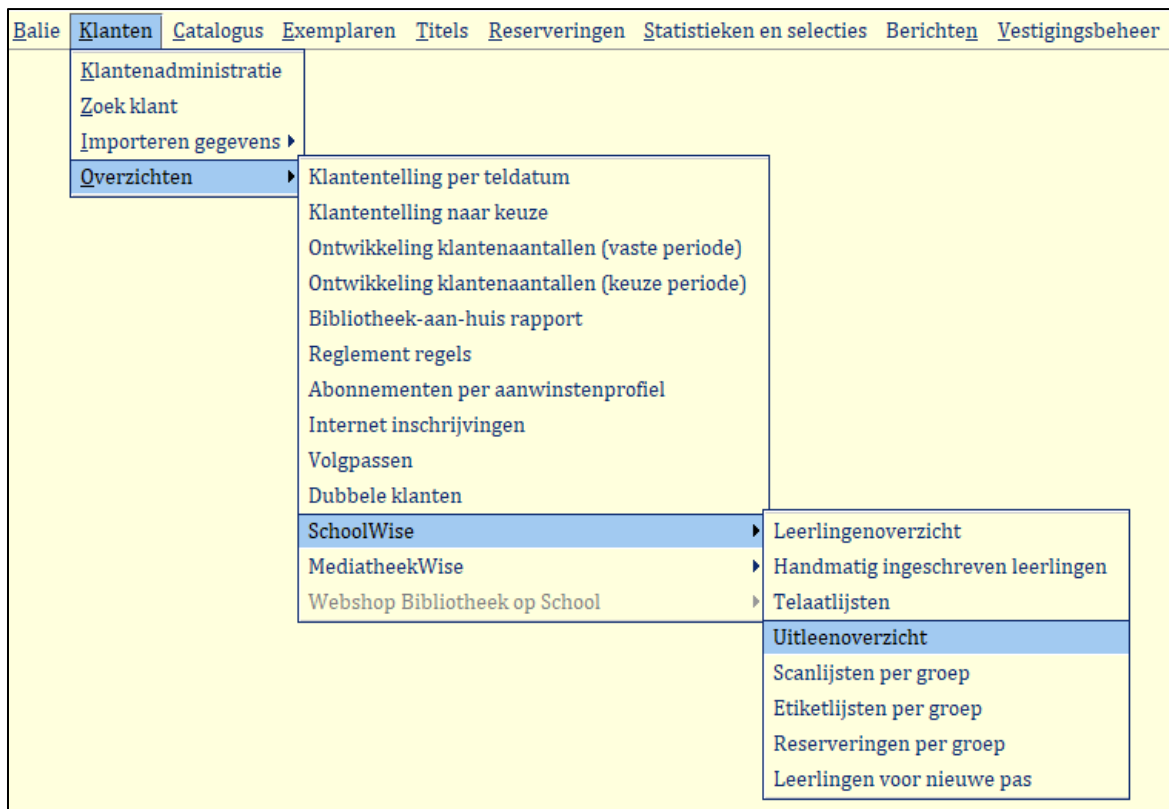 Balie Klanten Catalogus Exemplaren Titels Reserveringen Statistieken en selecties Berichten Vestigingsbeheer
Klantenadministratie
Zoek klant
Importeren gegevens
Overzichten
Klantentelling per teldatum
Klantentelling naar keuze
Ontwikkeling klantenaantallen (vaste periode)
Ontwikkeling klantenaantallen (keuze periode)
Bibliotheek-aan-huis rapport
Reglement regels
Abonnementen per aanwinstenprofiel
Internet inschrijvingen
Volgpassen
Dubbele klanten
SchoolWise
MediatheekWise
Webshop Bibliotheek op School
Leerlingenoverzicht
Handmatig ingeschreven leerlingen
Telaatlijsten
Uitleenoverzicht
Scanlijsten per groep
Etiketlijsten per groep
Reserveringen per groep
Leerlingen voor nieuwe pas